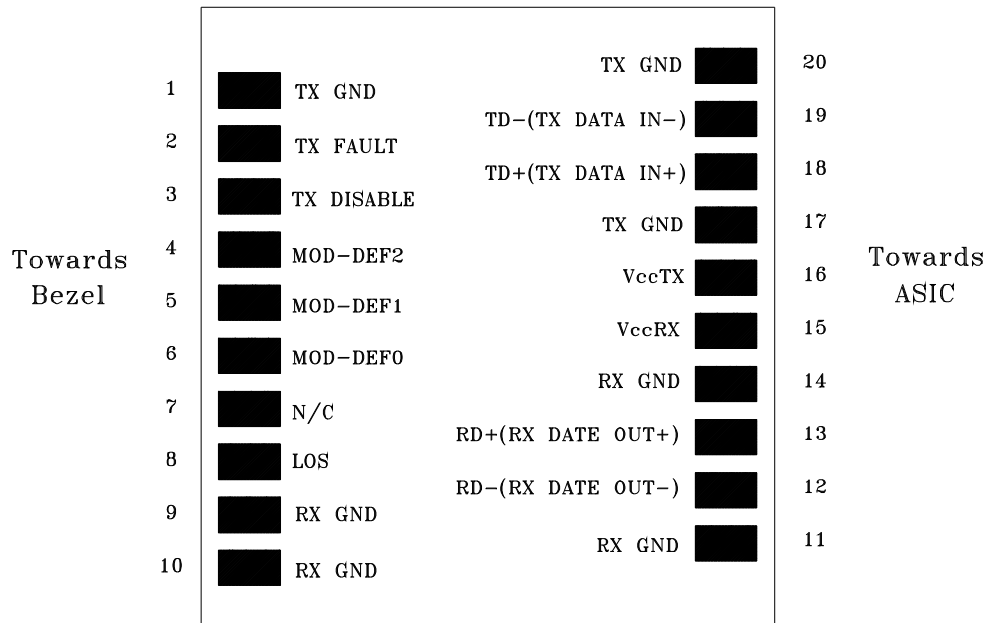 Towards
Bezel
1 TX GND
2 TX FAULT
3 TX DISABLE
4 MOD-DEF2
5 MOD-DEF1
6 MOD-DEF0
7 N/C
8 LOS
9 RX GND
10 RX GND
TX GND 20
TD-(TX DATA IN-) 19
TD+(TX DATA IN+) 18
TX GND 17
VccTX 16
VccRX 15
RX GND 14
RD+(RX DATE OUT+) 13
RD-(RX DATE OUT-) 12
RX GND 11
Towards
ASIC